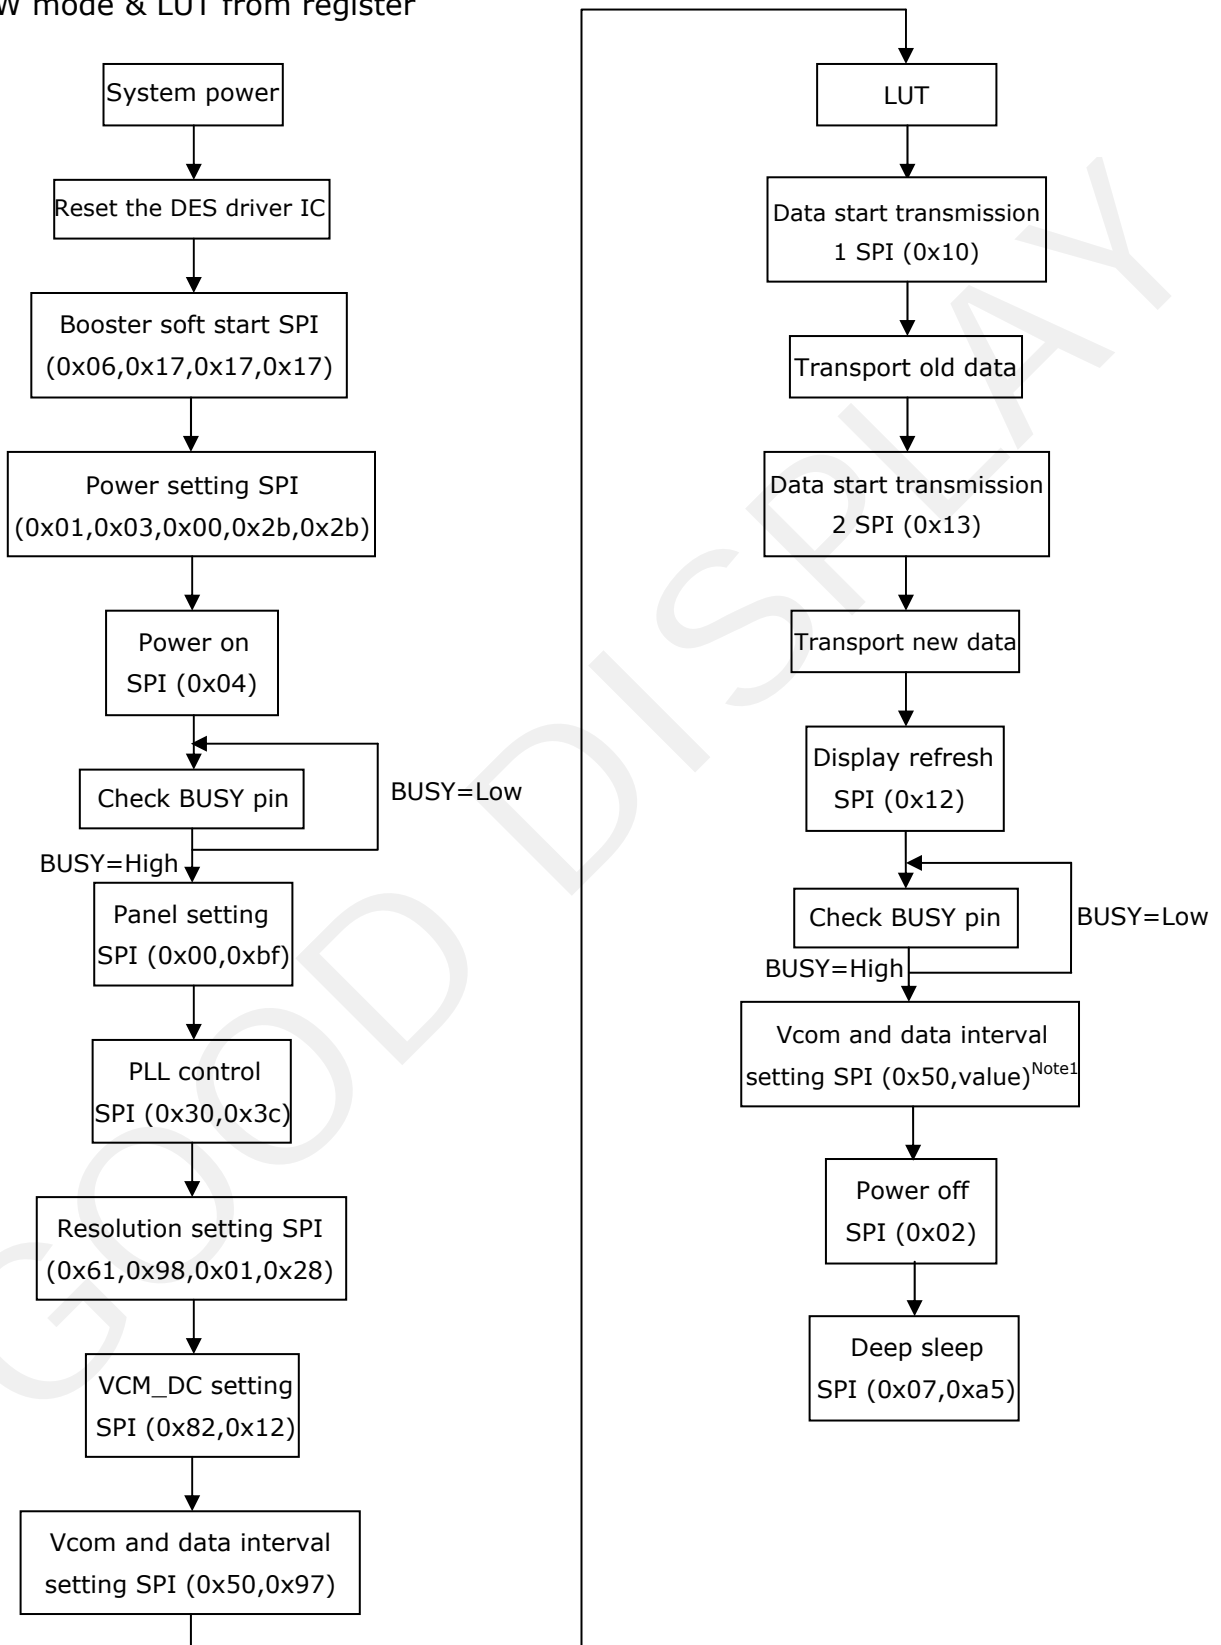 W mode & LUT from register
System power
Reset the DES driver IC
Booster soft start SPI
(0x06,0x17,0x17,0x17)
Power setting SPI
(0x01,0x03,0x00,0x2b,0x2b)
Power on
SPI (0x04)
Check BUSY pin
BUSY=Low
BUSY=High
Panel setting
SPI (0x00,0xbf)
PLL control
SPI (0x30,0x3c)
Resolution setting SPI
(0x61,0x98,0x01,0x28)
VCM_DC setting
SPI (0x82,0x12)
Vcom and data interval
setting SPI (0x50,0x97)
LUT
Data start transmission
1 SPI (0x10)
Transport old data
Data start transmission
2 SPI (0x13)
Transport new data
Display refresh
SPI (0x12)
Check BUSY pin
BUSY=Low
BUSY=High
Vcom and data interval
setting SPI (0x50,value)Note1
Power off
SPI (0x02)
Deep sleep
SPI (0x07,0xa5)
GOOD DISPLAY